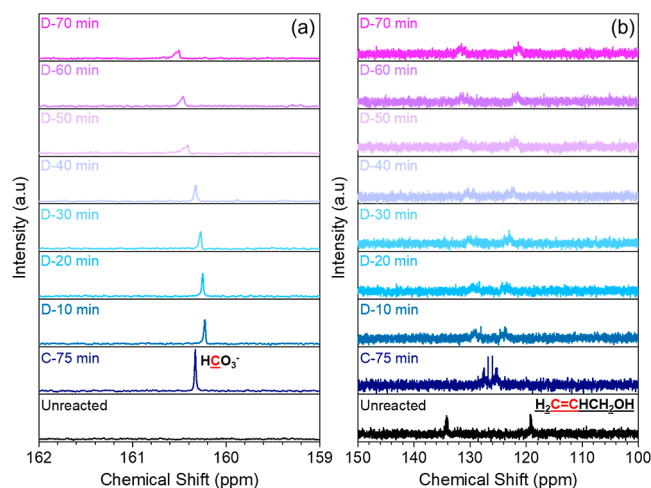 (a)
D-70 min
D-60 min
D-50 min
D-40 min
D-30 min
D-20 min
D-10 min
C-75 min
HCO₃⁻
Unreacted
162 161 160 159
Chemical Shift (ppm)
Intensity (a.u)
(b)
D-70 min
D-60 min
D-50 min
D-40 min
D-30 min
D-20 min
D-10 min
C-75 min
Unreacted
H₂C=CHCH₂OH
150 140 130 120 110 100
Chemical Shift (ppm)
Intensity (a.u)